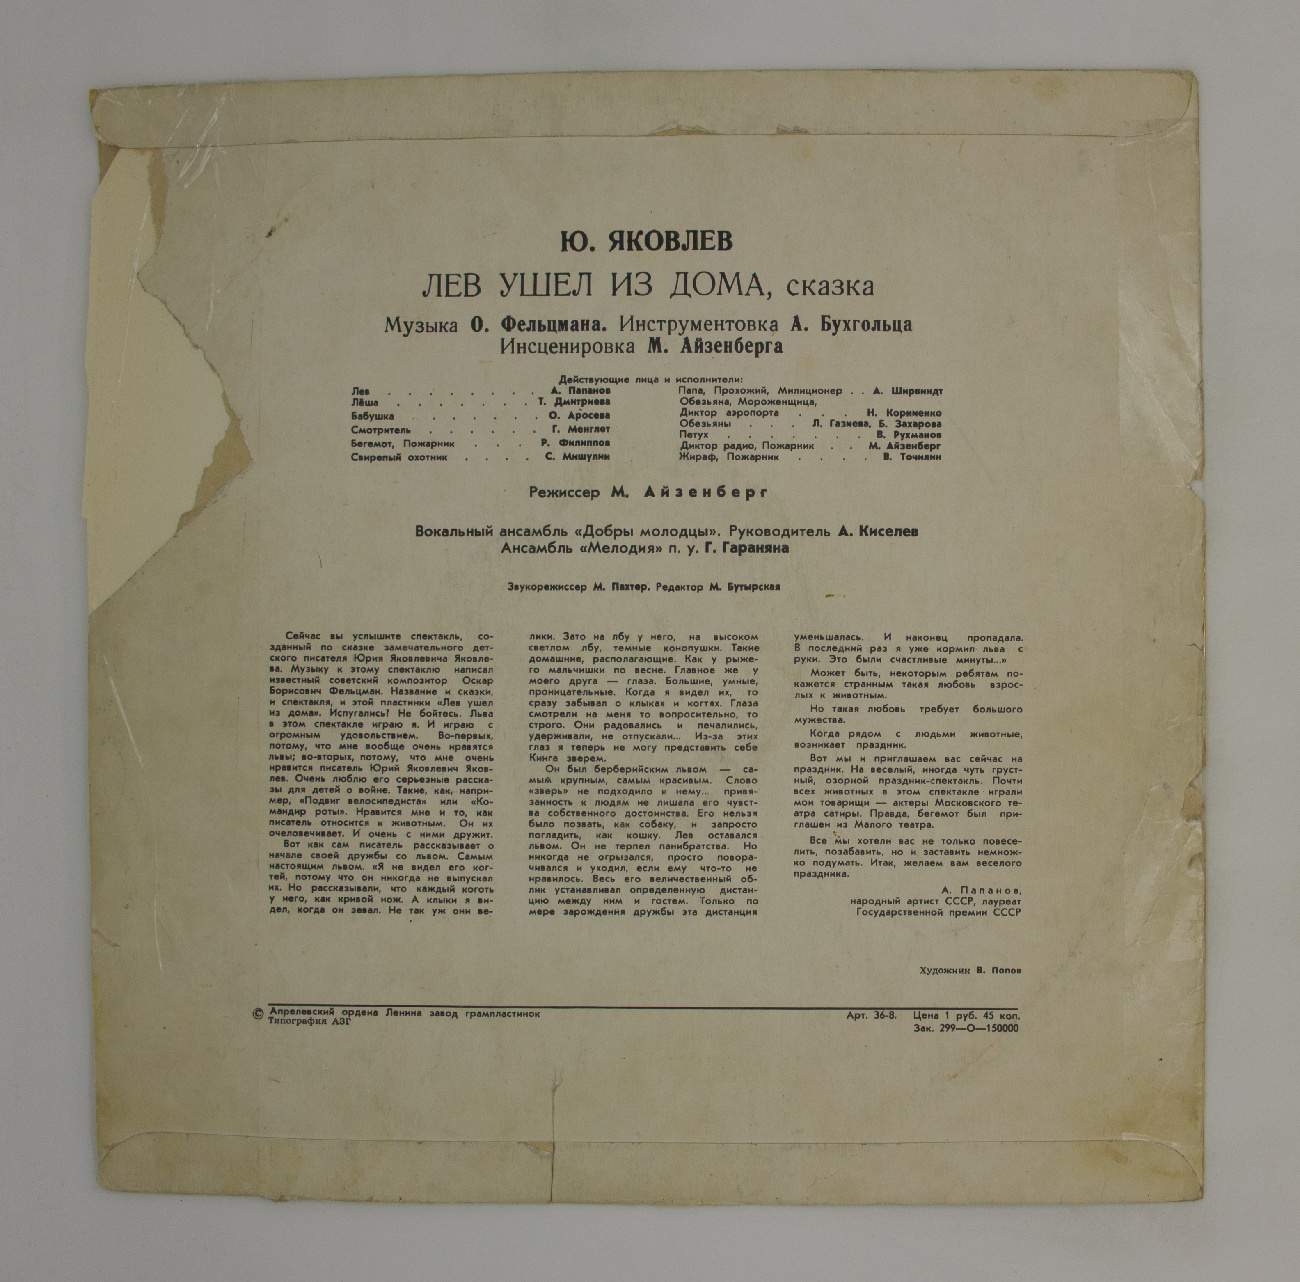 Ю. ЯКОВЛЕВ
ЛЕВ УШЕЛ ИЗ ДОМА, сказка
Музыка О. Фельцмана. Инструментовка А. Бухгольца
Инсценировка М. Айзенберга
Действующие лица и исполнители:
Лев . . . . . . . . А. Папанов
Лёша . . . . . . . Т. Дмитриева
Бабушка . . . . . . О. Аросева
Смотритель . . . . . Г. Менглет
Бегемот, Пожарник . . . Р. Филиппов
Свирепый охотник . . . . С. Мишулин
Папа, Прохожий, Милиционер . . А. Ширвиндт
Обезьяна, Мороженщица,
Диктор аэропорта . . . Н. Корниенко
Обезьяны . . . Л. Газиева, Б. Захарова
Петух . . . . . . . В. Рухманов
Диктор радио, Пожарник . . М. Айзенберг
Жираф, Пожарник . . . . В. Точилин
Режиссер М. Айзенберг
Вокальный ансамбль «Добры молодцы». Руководитель А. Киселев
Ансамбль «Мелодия» п. у. Г. Гараняна
Звукорежиссер М. Пахтер. Редактор М. Бутырская
Сейчас вы услышите спектакль, со-
зданный по сказке замечательного дет-
ского писателя Юрия Яковлевича Яковле-
ва. Музыку к этому спектаклю написал
известный советский композитор Оскар
Борисович Фельцман. Название и сказки,
и спектакля, и этой пластинки «Лев ушел
из дома». Испугались? Не бойтесь. Льва
в этом спектакле играю я. И играю с
огромным удовольствием. Во-первых,
потому, что мне вообще очень нравятся
львы; во-вторых, потому, что мне очень
нравится писатель Юрий Яковлевич Яков-
лев. Очень люблю его серьезные расска-
зы для детей о войне. Такие, как, напри-
мер, «Подвиг велосипедиста» или «Ко-
мандир роты». Нравится мне и то, как
писатель относится к животным. Он их
очеловечивает. И очень с ними дружит.
Вот как сам писатель рассказывает о
начале своей дружбы со львом. Самым
настоящим львом. «Я не видел его ког-
тей, потому что он никогда не выпускал
их. Но рассказывали, что каждый коготь
у него, как кривой нож. А клыки я ви-
дел, когда он зевал. Не так уж они ве-
лики. Зато на лбу у него, на высоком
светлом лбу, темные конопушки. Такие
домашние, располагающие. Как у рыже-
го мальчишки по весне. Главное же у
моего друга — глаза. Большие, умные,
проницательные. Когда я видел их, то
сразу забывал о клыках и когтях. Глаза
смотрели на меня то вопросительно, то
строго. Они радовались и печалились,
удерживали, не отпускали... Из-за этих
глаз я теперь не могу представить себе
Кинга зверем.
Он был берберийским львом — са-
мым крупным, самым красивым. Слово
«зверь» не подходило к нему... привя-
занность к людям не лишала его чувст-
ва собственного достоинства. Его нельзя
было позвать, как собаку, и запросто
погладить, как кошку. Лев оставался
львом. Он не терпел панибратства. Но
никогда не огрызался, просто повора-
чивался и уходил, если ему что-то не
нравилось. Весь его величественный об-
лик устанавливал определенную дистан-
цию между ним и гостем. Только по
мере зарождения дружбы эта дистанция
уменьшалась. И наконец пропадала.
В последний раз я уже кормил льва с
руки. Это были счастливые минуты...»
Может быть, некоторым ребятам по-
кажется странным такая любовь взрос-
лых к животным.
Но такая любовь требует большого
мужества.
Когда рядом с людьми животные,
возникает праздник.
Вот мы и приглашаем вас сейчас на
праздник. На веселый, иногда чуть груст-
ный, озорной праздник-спектакль. Почти
всех животных в этом спектакле играли
мои товарищи — актеры Московского те-
атра сатиры. Правда, бегемот был при-
глашен из Малого театра.
Все мы хотели вас не только повесе-
лить, позабавить, но и заставить немнож-
ко подумать. Итак, желаем вам веселого
праздника.
А. Папанов,
народный артист СССР, лауреат
Государственной премии СССР
Художник В. Попов
© Апрелевский ордена Ленина завод грампластинок
Типография АЗГ
Арт. 36-8. Цена 1 руб. 45 коп.
Зак. 299—О—150000